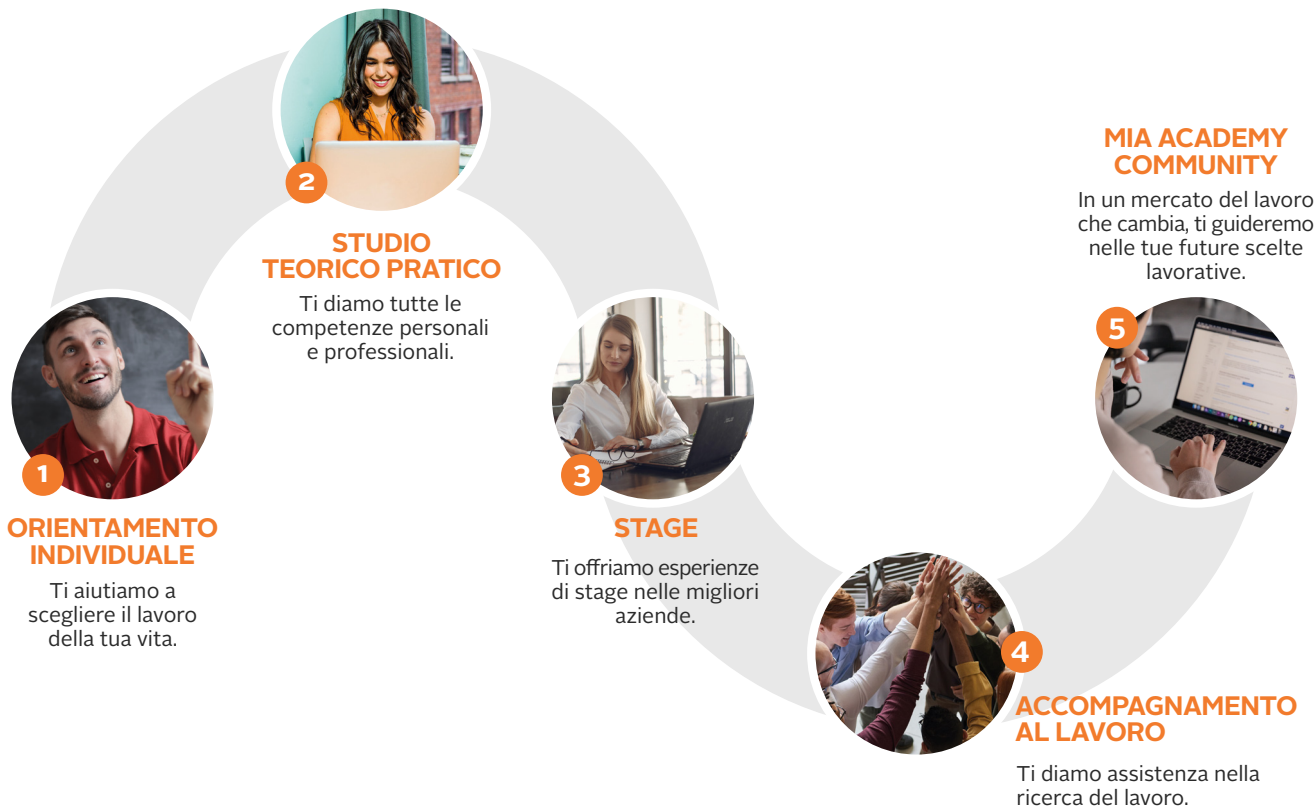 1
ORIENTAMENTO
INDIVIDUALE
Ti aiutiamo a
scegliere il lavoro
della tua vita.
2
STUDIO
TEORICO PRATICO
Ti diamo tutte le
competenze personali
e professionali.
3
STAGE
Ti offriamo esperienze
di stage nelle migliori
aziende.
4
ACCOMPAGNAMENTO
AL LAVORO
Ti diamo assistenza nella
ricerca del lavoro.
MIA ACADEMY
COMMUNITY
In un mercato del lavoro
che cambia, ti guideremo
nelle tue future scelte
lavorative.
5